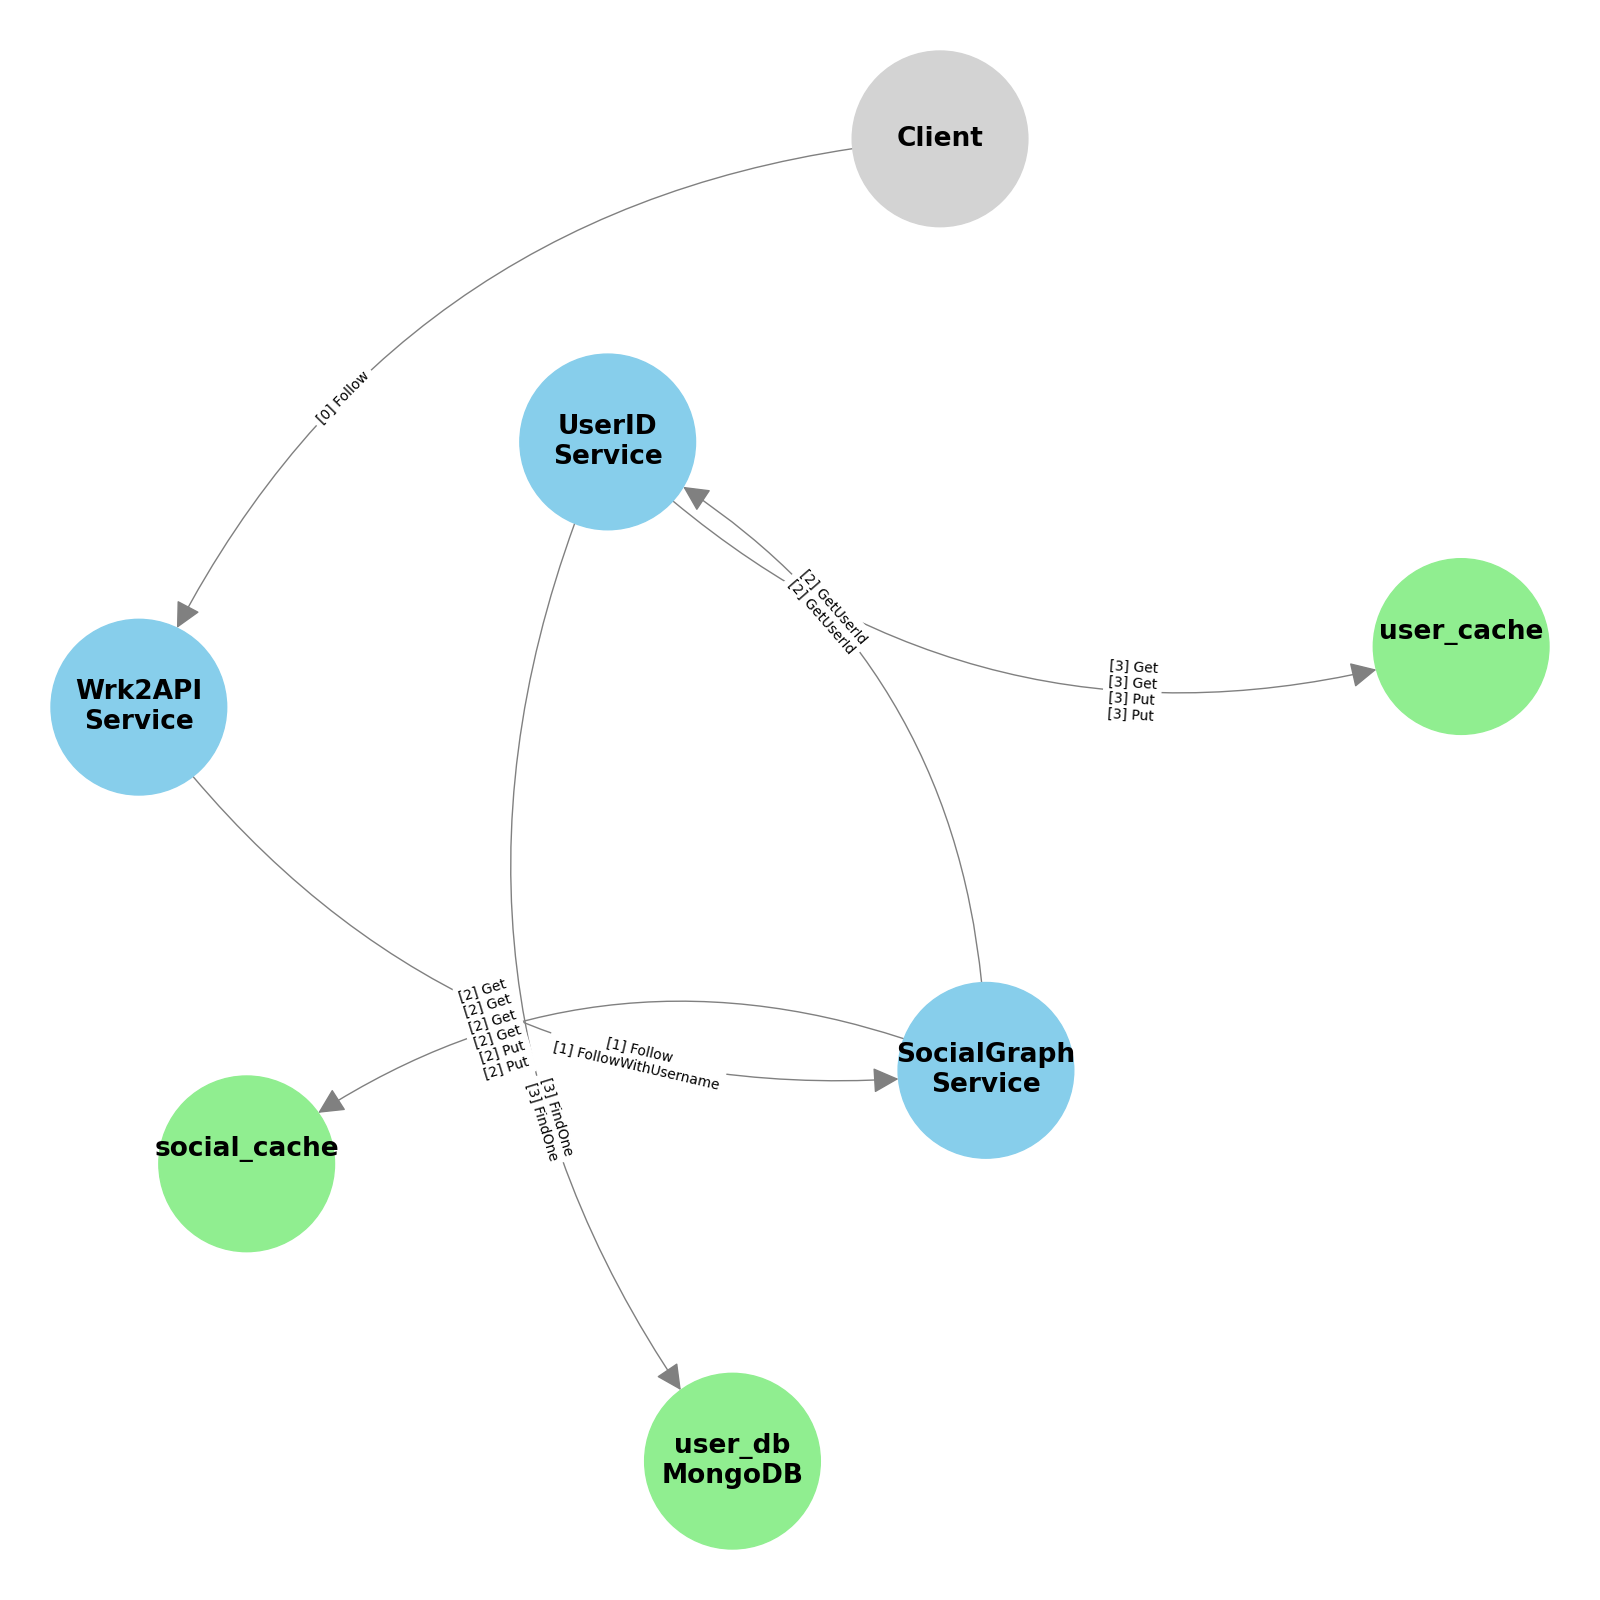 Client
[0] Follow
UserID
Service
[2] GetUserId
[2] GetUserId
user_cache
[3] Get
[3] Get
[3] Put
[3] Put
Wrk2API
Service
[2] Get
[2] Get
[2] Get
[2] Get
[2] Put
[2] Put
[1] Follow
[1] FollowWithUsername
SocialGraph
Service
[3] FindOne
[3] FindOne
social_cache
user_db
MongoDB